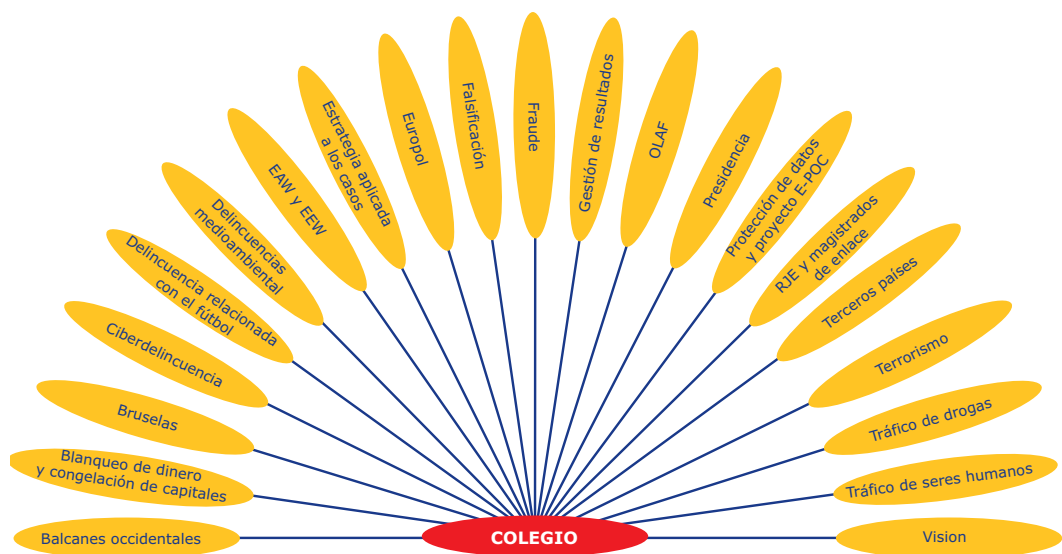 Balcanes occidentales
Blanqueo de dinero
y congelación de capitales
Bruselas
Ciberdelincuencia
Delincuencia relacionada
con el fútbol
Delincuencias
medioambiental
EAW y EEW
Estrategia aplicada
a los casos
Europol
Falsificación
Fraude
Gestión de resultados
OLAF
Presidencia
Protección de datos
y proyecto E-POC
RJE y magistrados
de enlace
Terceros países
Terrorismo
Tráfico de drogas
Tráfico de seres humanos
Vision
COLEGIO